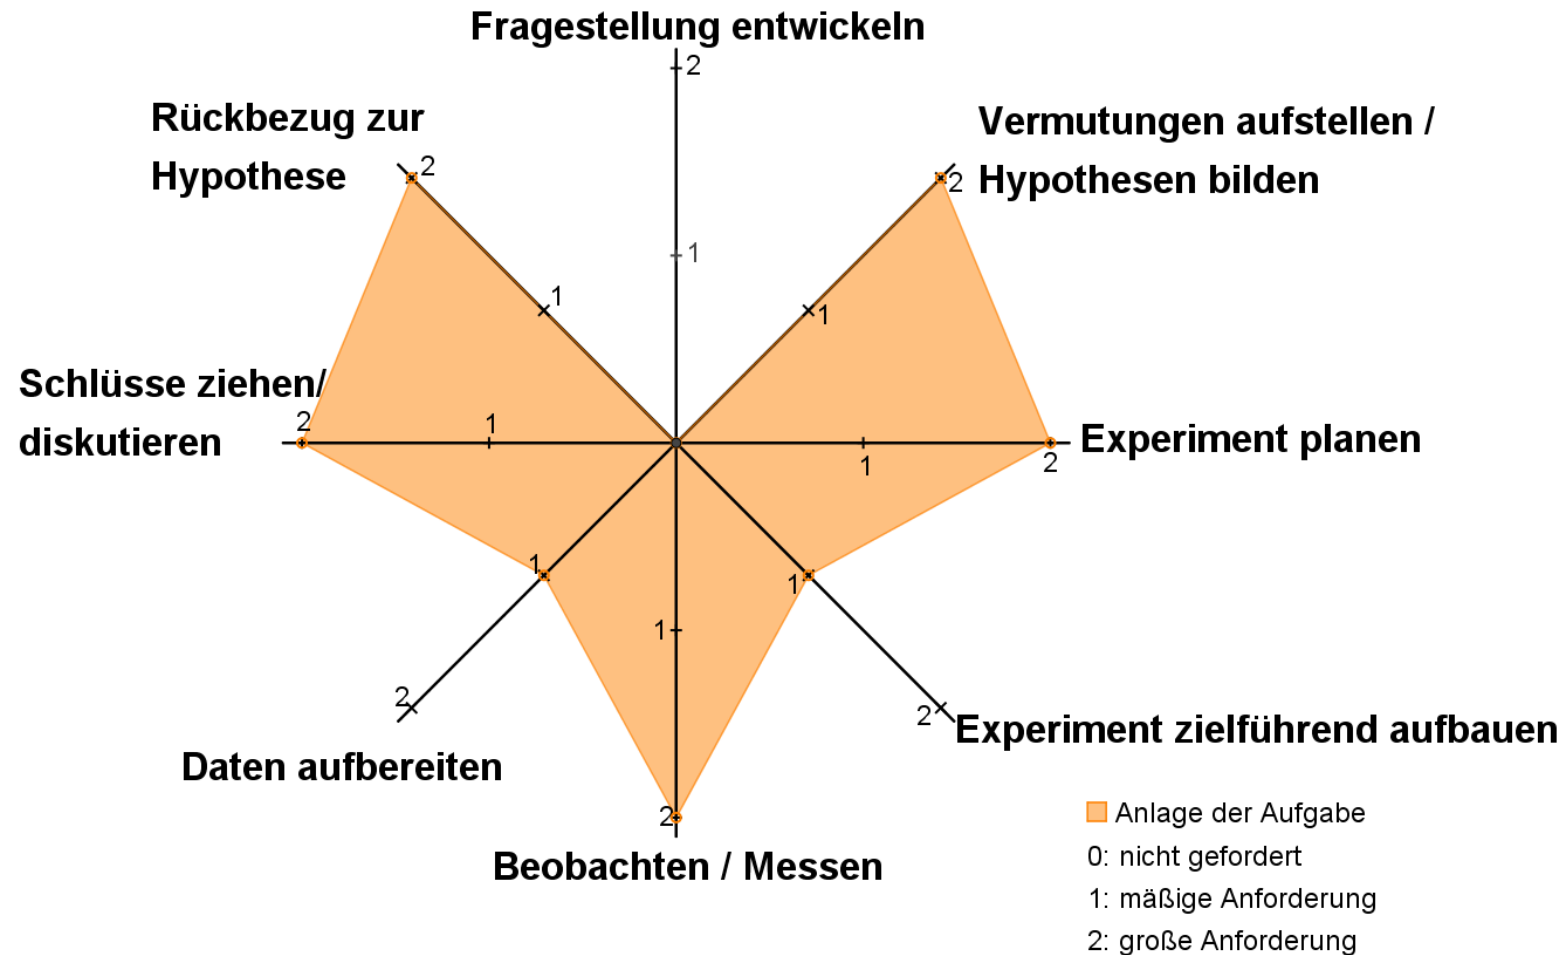 Fragestellung entwickeln
2
1
Vermutungen aufstellen /
Hypothesen bilden
2
1
Experiment planen
1
2
Experiment zielführend aufbauen
1
2
Beobachten / Messen
1
2
Daten aufbereiten
1
2
Schlüsse ziehen/
diskutieren
2
1
Rückbezug zur
Hypothese
2
1
Anlage der Aufgabe
0: nicht gefordert
1: mäßige Anforderung
2: große Anforderung